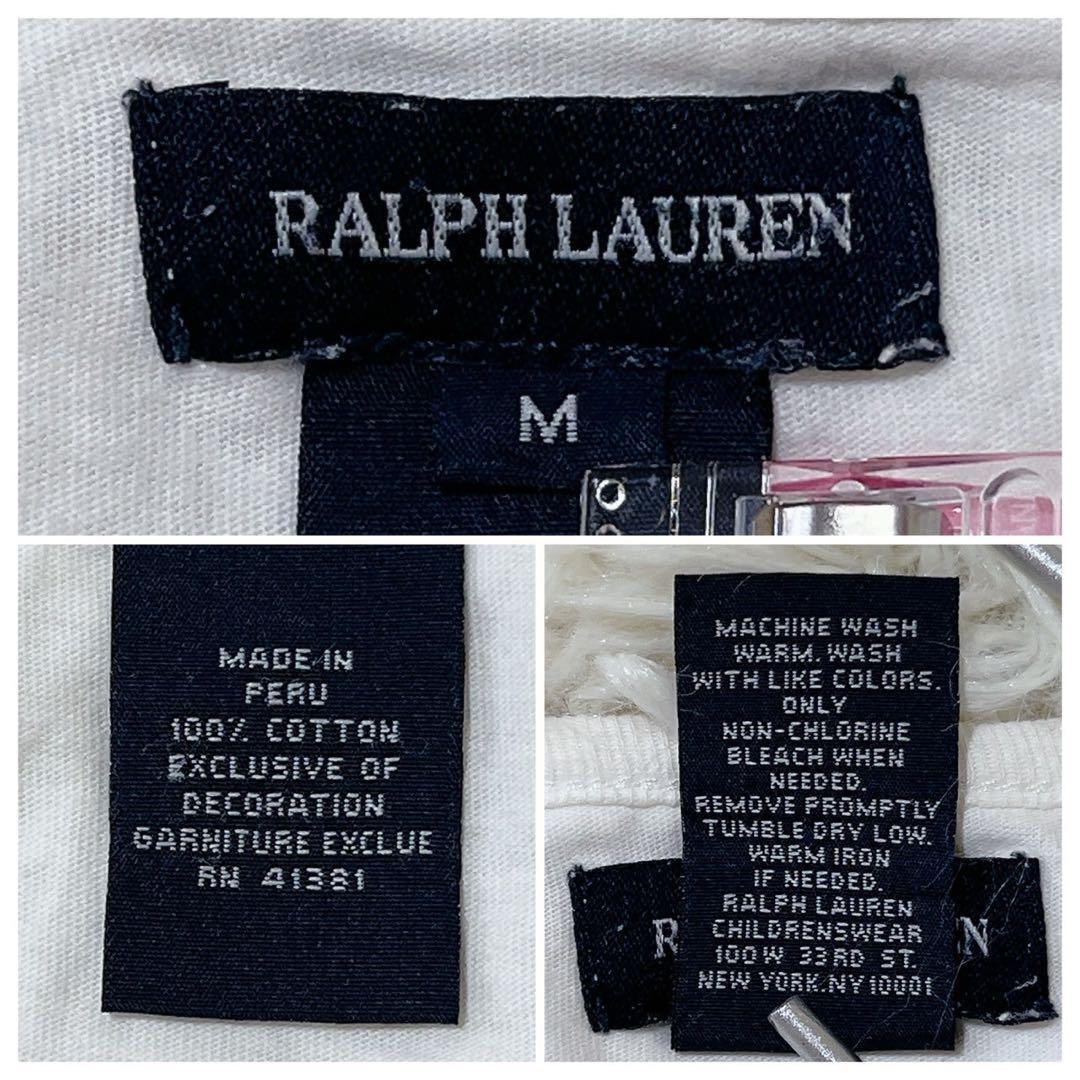 RALPH LAUREN
M
MADE IN
PERU
100% COTTON
EXCLUSIVE OF
DECORATION
GARNITURE EXCLUE
RN 41381
MACHINE WASH
WARM. WASH
WITH LIKE COLORS.
ONLY
NON-CHLORINE
BLEACH WHEN
NEEDED.
REMOVE PROMPTLY
TUMBLE DRY LOW.
WARM IRON
IF NEEDED.
RALPH LAUREN
CHILDRENSWEAR
100 W 33RD ST.
NEW YORK.NY 10001
R EN